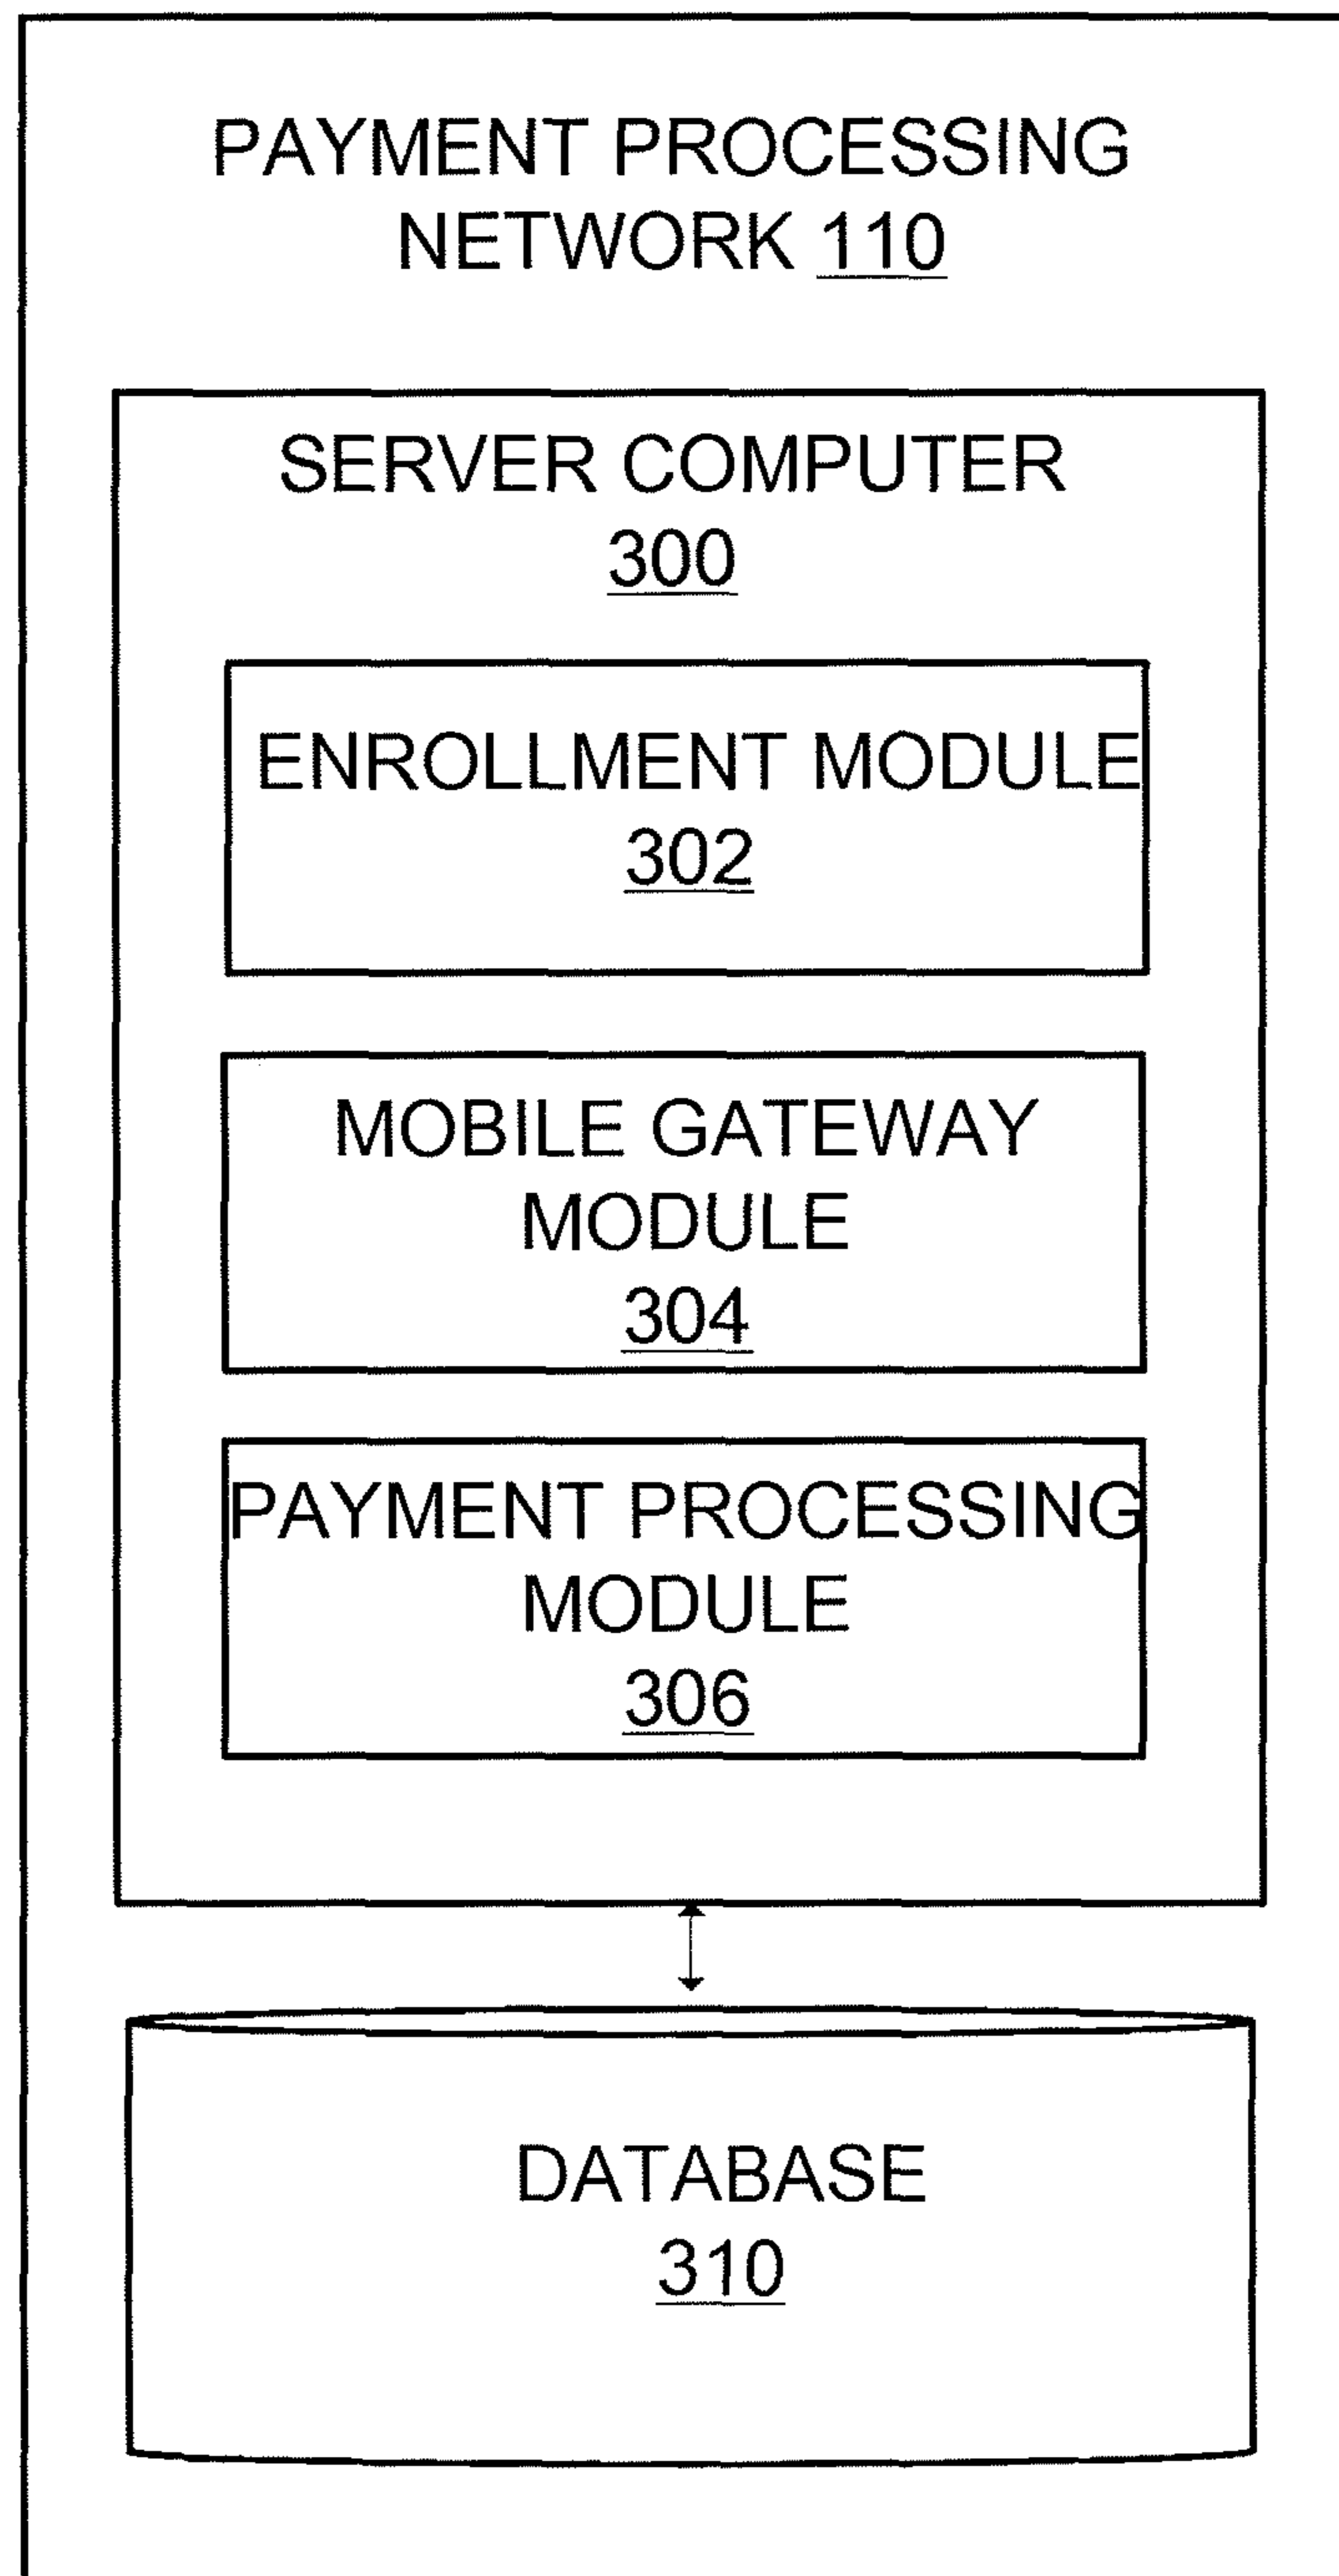 PAYMENT PROCESSING
NETWORK 110
SERVER COMPUTER
300
ENROLLMENT MODULE
302
MOBILE GATEWAY
MODULE
304
PAYMENT PROCESSING
MODULE
306
DATABASE
310